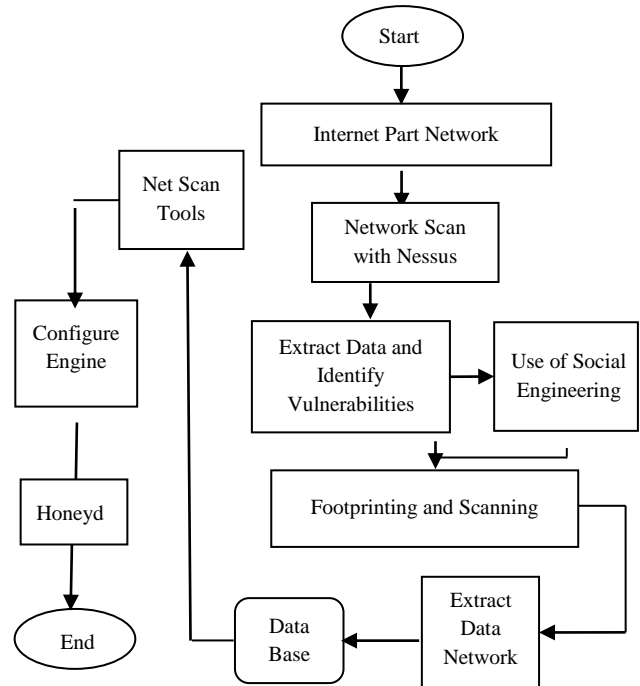 Start
Internet Part Network
Net Scan
Tools
Network Scan
with Nessus
Configure
Engine
Extract Data and
Identify
Vulnerabilities
Use of Social
Engineering
Footprinting and Scanning
Honeyd
Extract
Data
Network
Data
Base
End